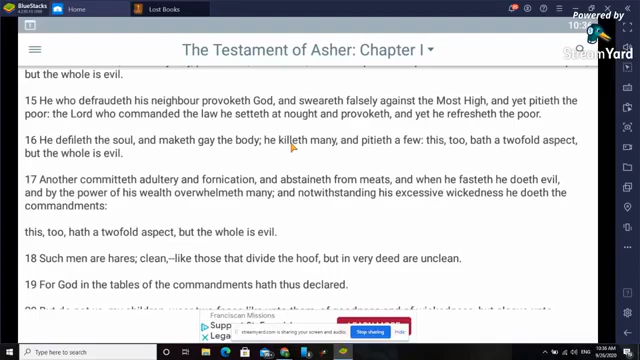 BlueStacks
Home
Lost Books
Powered by
StreamYard
10:36
The Testament of Asher: Chapter I
but the whole is evil.
15 He who defraudeth his neighbour provoketh God, and sweareth falsely against the Most High, and yet pitieth the
poor: the Lord who commanded the law he setteth at nought and provoketh, and yet he refresheth the poor.
16 He defileth the soul, and maketh gay the body; he killeth many, and pitieth a few: this, too, bath a twofold aspect,
but the whole is evil.
17 Another committeth adultery and fornication, and abstaineth from meats, and when he fasteth he doeth evil,
and by the power of his wealth overwhelmeth many; and notwithstanding his excessive wickedness he doeth the
commandments:
this, too, hath a twofold aspect, but the whole is evil.
18 Such men are hares; clean,--like those that divide the hoof, but in very deed are unclean.
19 For God in the tables of the commandments hath thus declared.
Franciscan Missions
Lega
streamyard.com is sharing your screen and audio.
Stop sharing
Hide
Type here to search
10:36 AM
9/26/2020